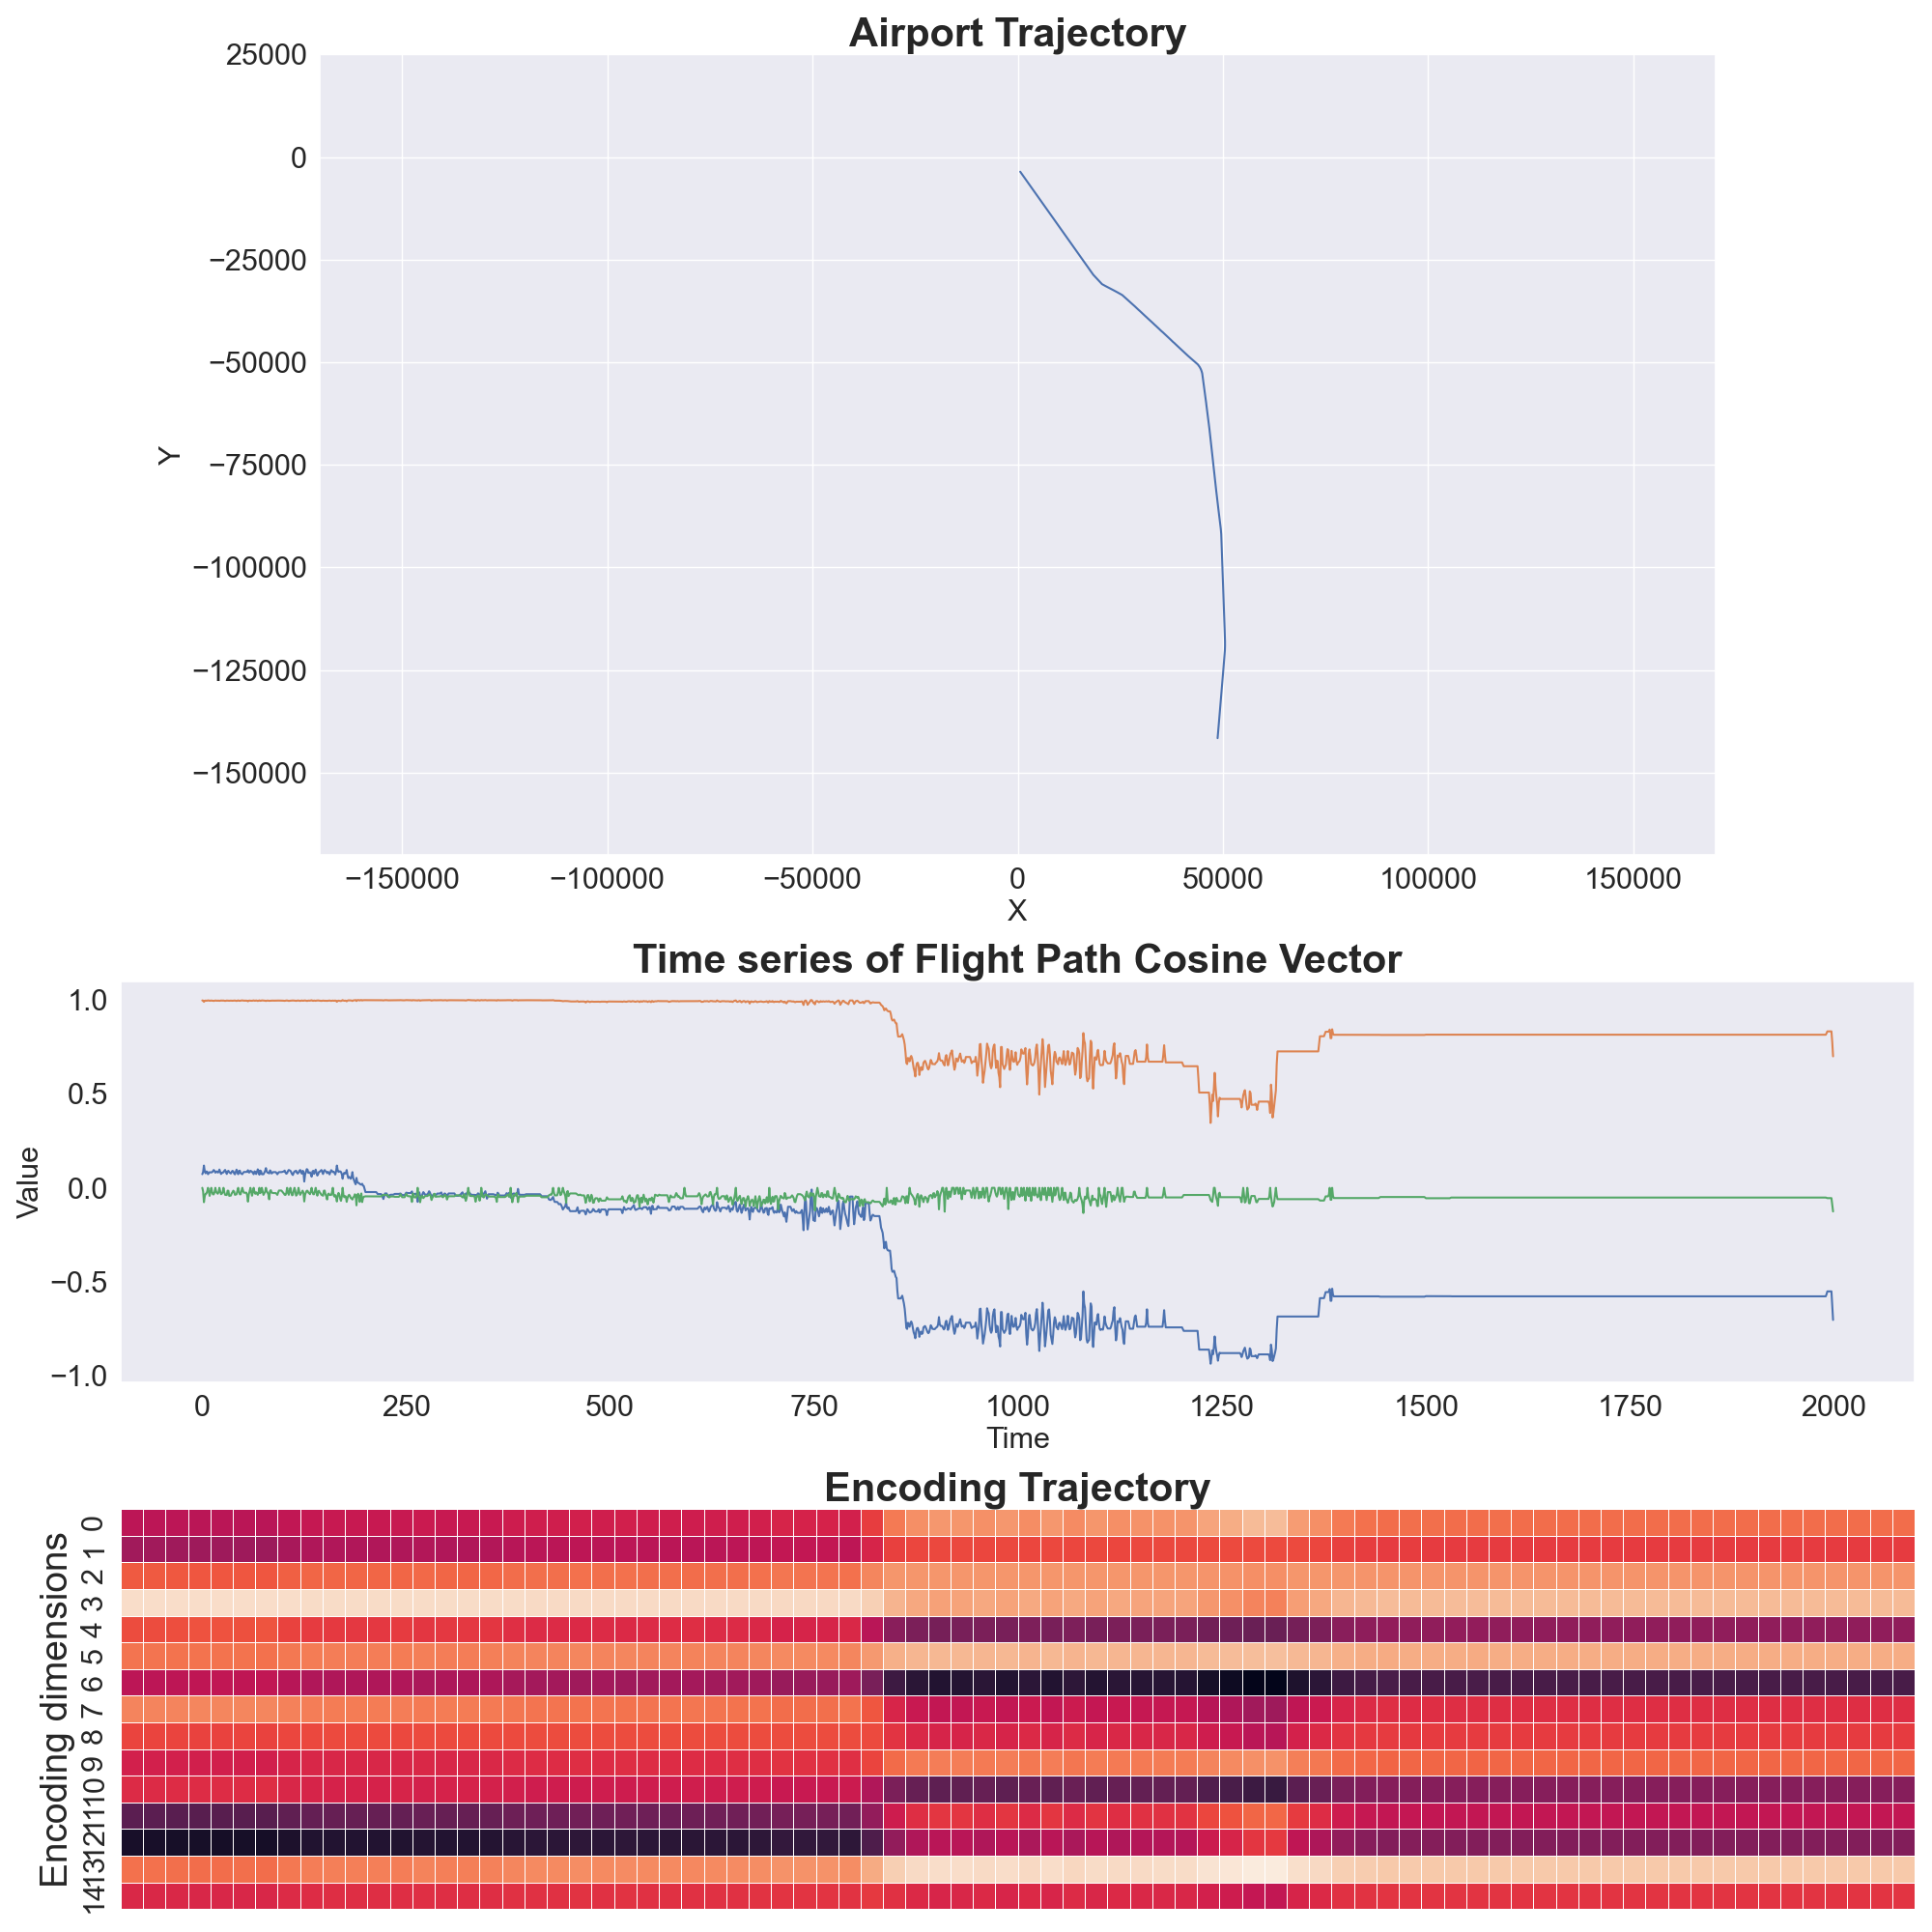 Airport Trajectory
25000
0
−25000
−50000
−75000
−100000
−125000
−150000
Y
−150000 −100000 −50000 0 50000 100000 150000
X
Time series of Flight Path Cosine Vector
1.0
0.5
0.0
−0.5
−1.0
Value
0 250 500 750 1000 1250 1500 1750 2000
Time
Encoding Trajectory
Encoding dimensions
0
1
2
3
4
5
6
7
8
9
10
11
12
13
14